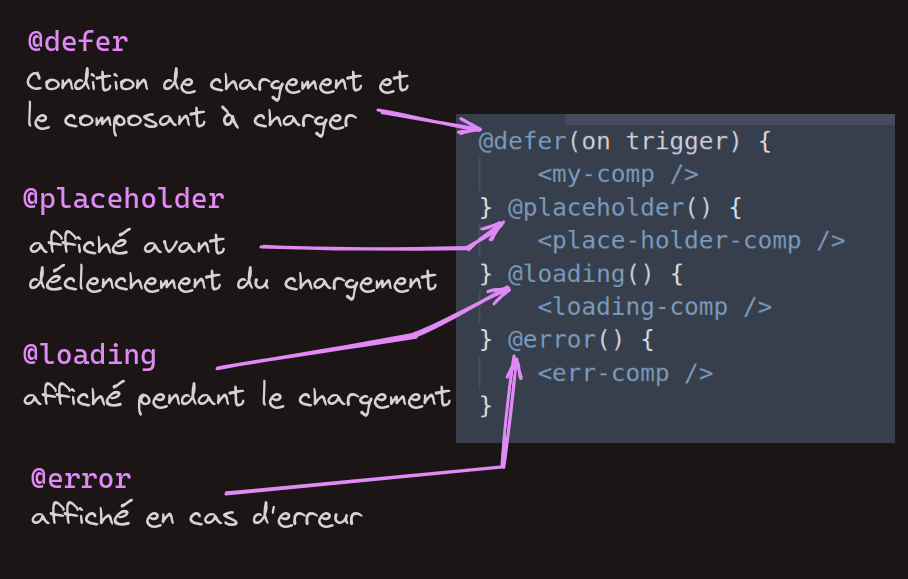 @defer
Condition de chargement et
le composant à charger
@placeholder
affiché avant
déclenchement du chargement
@loading
affiché pendant le chargement
@error
affiché en cas d'erreur
@defer(on trigger) {
<my-comp />
} @placeholder() {
<place-holder-comp />
} @loading() {
<loading-comp />
} @error() {
<err-comp />
}